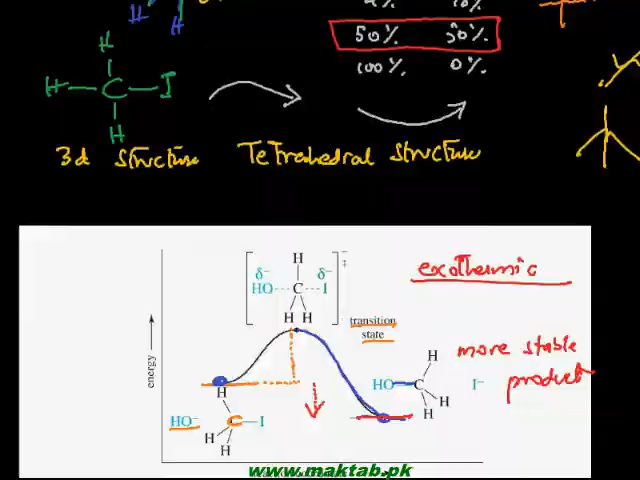 H
H
50% 50%
100% 0%
H
H C I
H
3d structure Tetrahedral structure
exothermic
H
δ⁻ δ⁻
HO C I
H H
‡
transition
state
energy
more stable
product
H
HO C I⁻
H
H
H
HO⁻ C I
H
H
www.maktab.pk